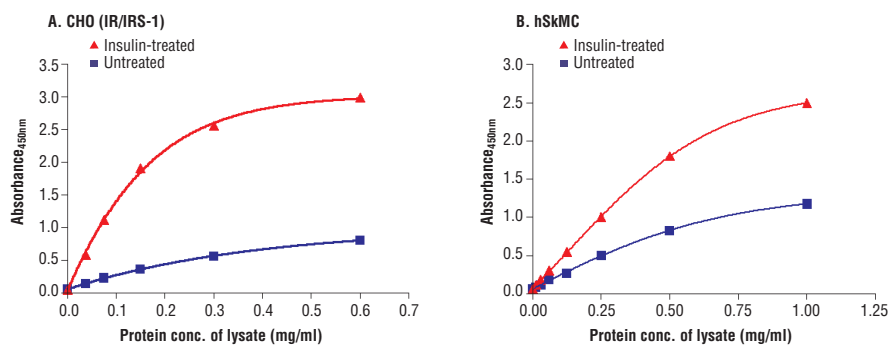 A. CHO (IR/IRS-1)
Insulin-treated
Untreated
3.5
3.0
2.5
2.0
1.5
1.0
0.5
0.0
Absorbance450nm
0.0 0.1 0.2 0.3 0.4 0.5 0.6 0.7
Protein conc. of lysate (mg/ml)
B. hSkMC
Insulin-treated
Untreated
3.0
2.5
2.0
1.5
1.0
0.5
0.0
Absorbance450nm
0.00 0.25 0.50 0.75 1.00 1.25
Protein conc. of lysate (mg/ml)